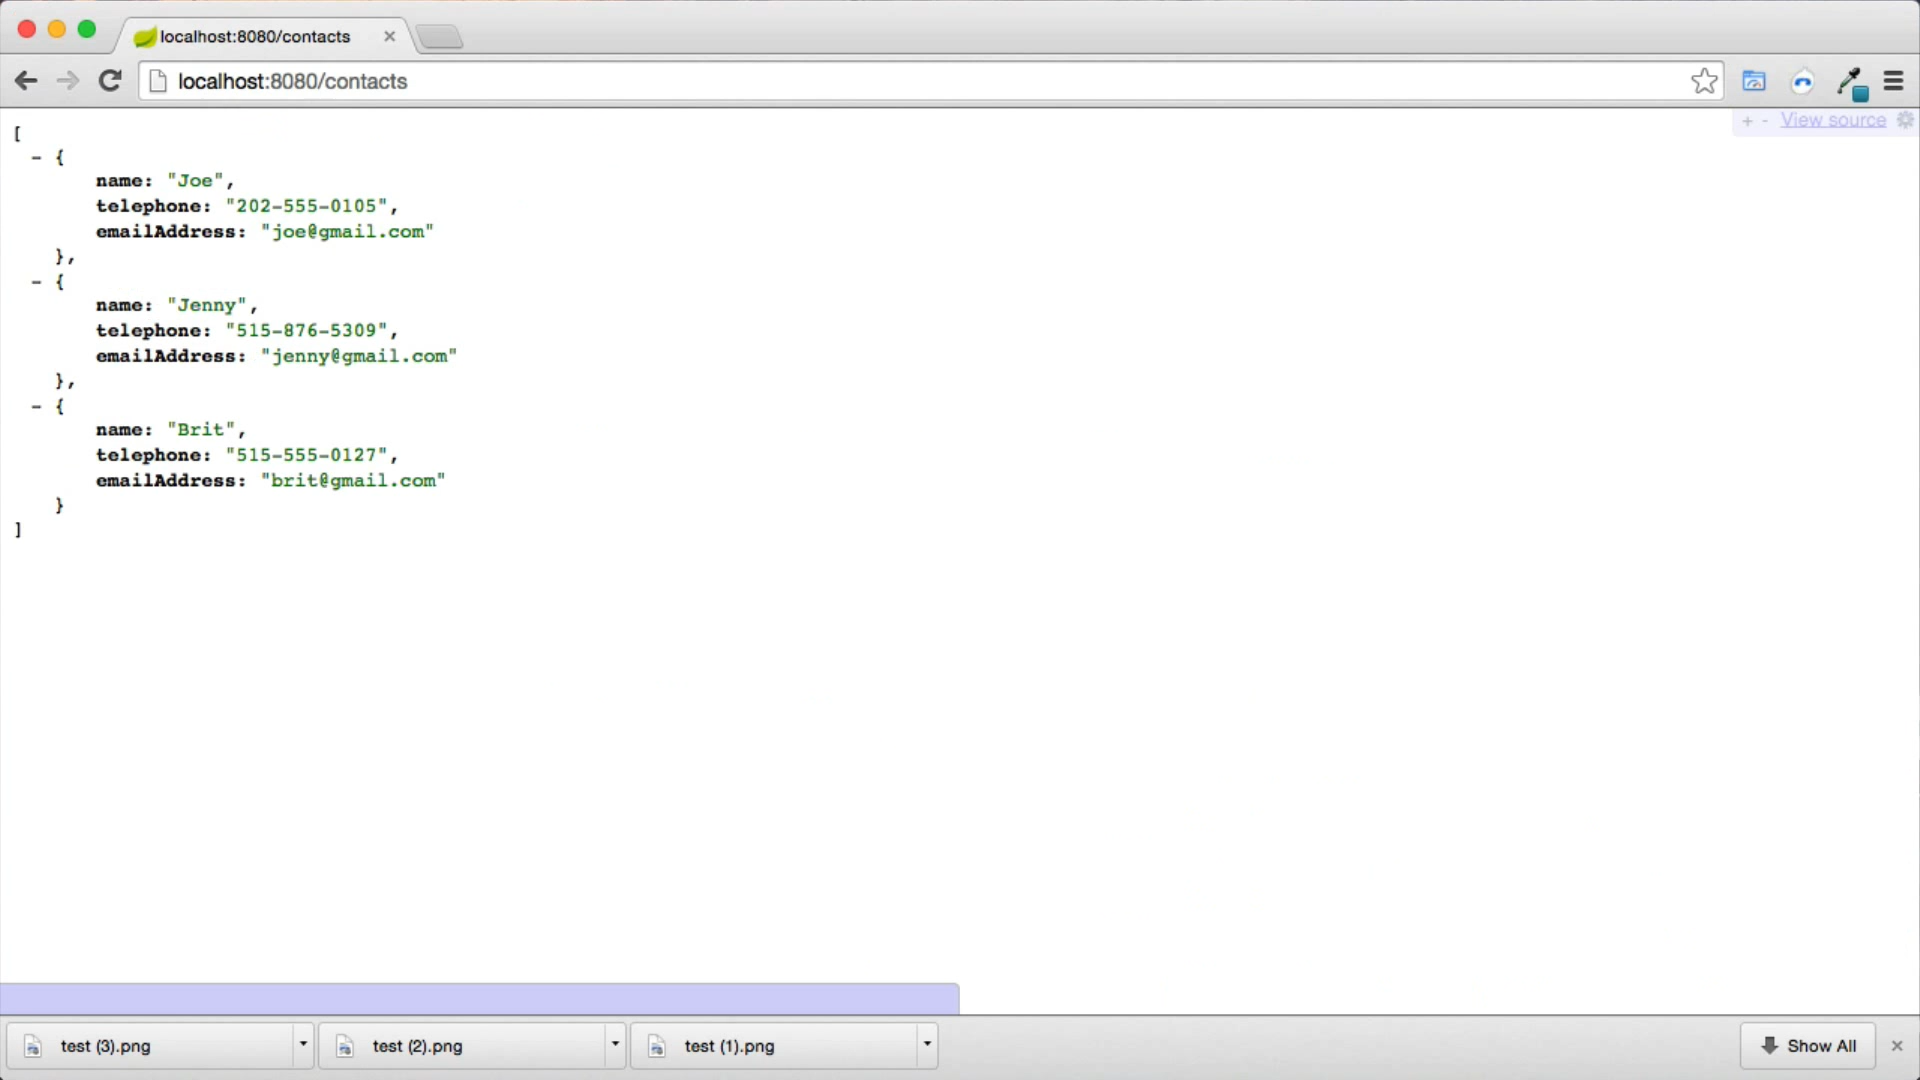 localhost:8080/contacts
localhost:8080/contacts
+ - View source
[
- {
name: "Joe",
telephone: "202-555-0105",
emailAddress: "joe@gmail.com"
},
- {
name: "Jenny",
telephone: "515-876-5309",
emailAddress: "jenny@gmail.com"
},
- {
name: "Brit",
telephone: "515-555-0127",
emailAddress: "brit@gmail.com"
}
]
test (3).png
test (2).png
test (1).png
Show All